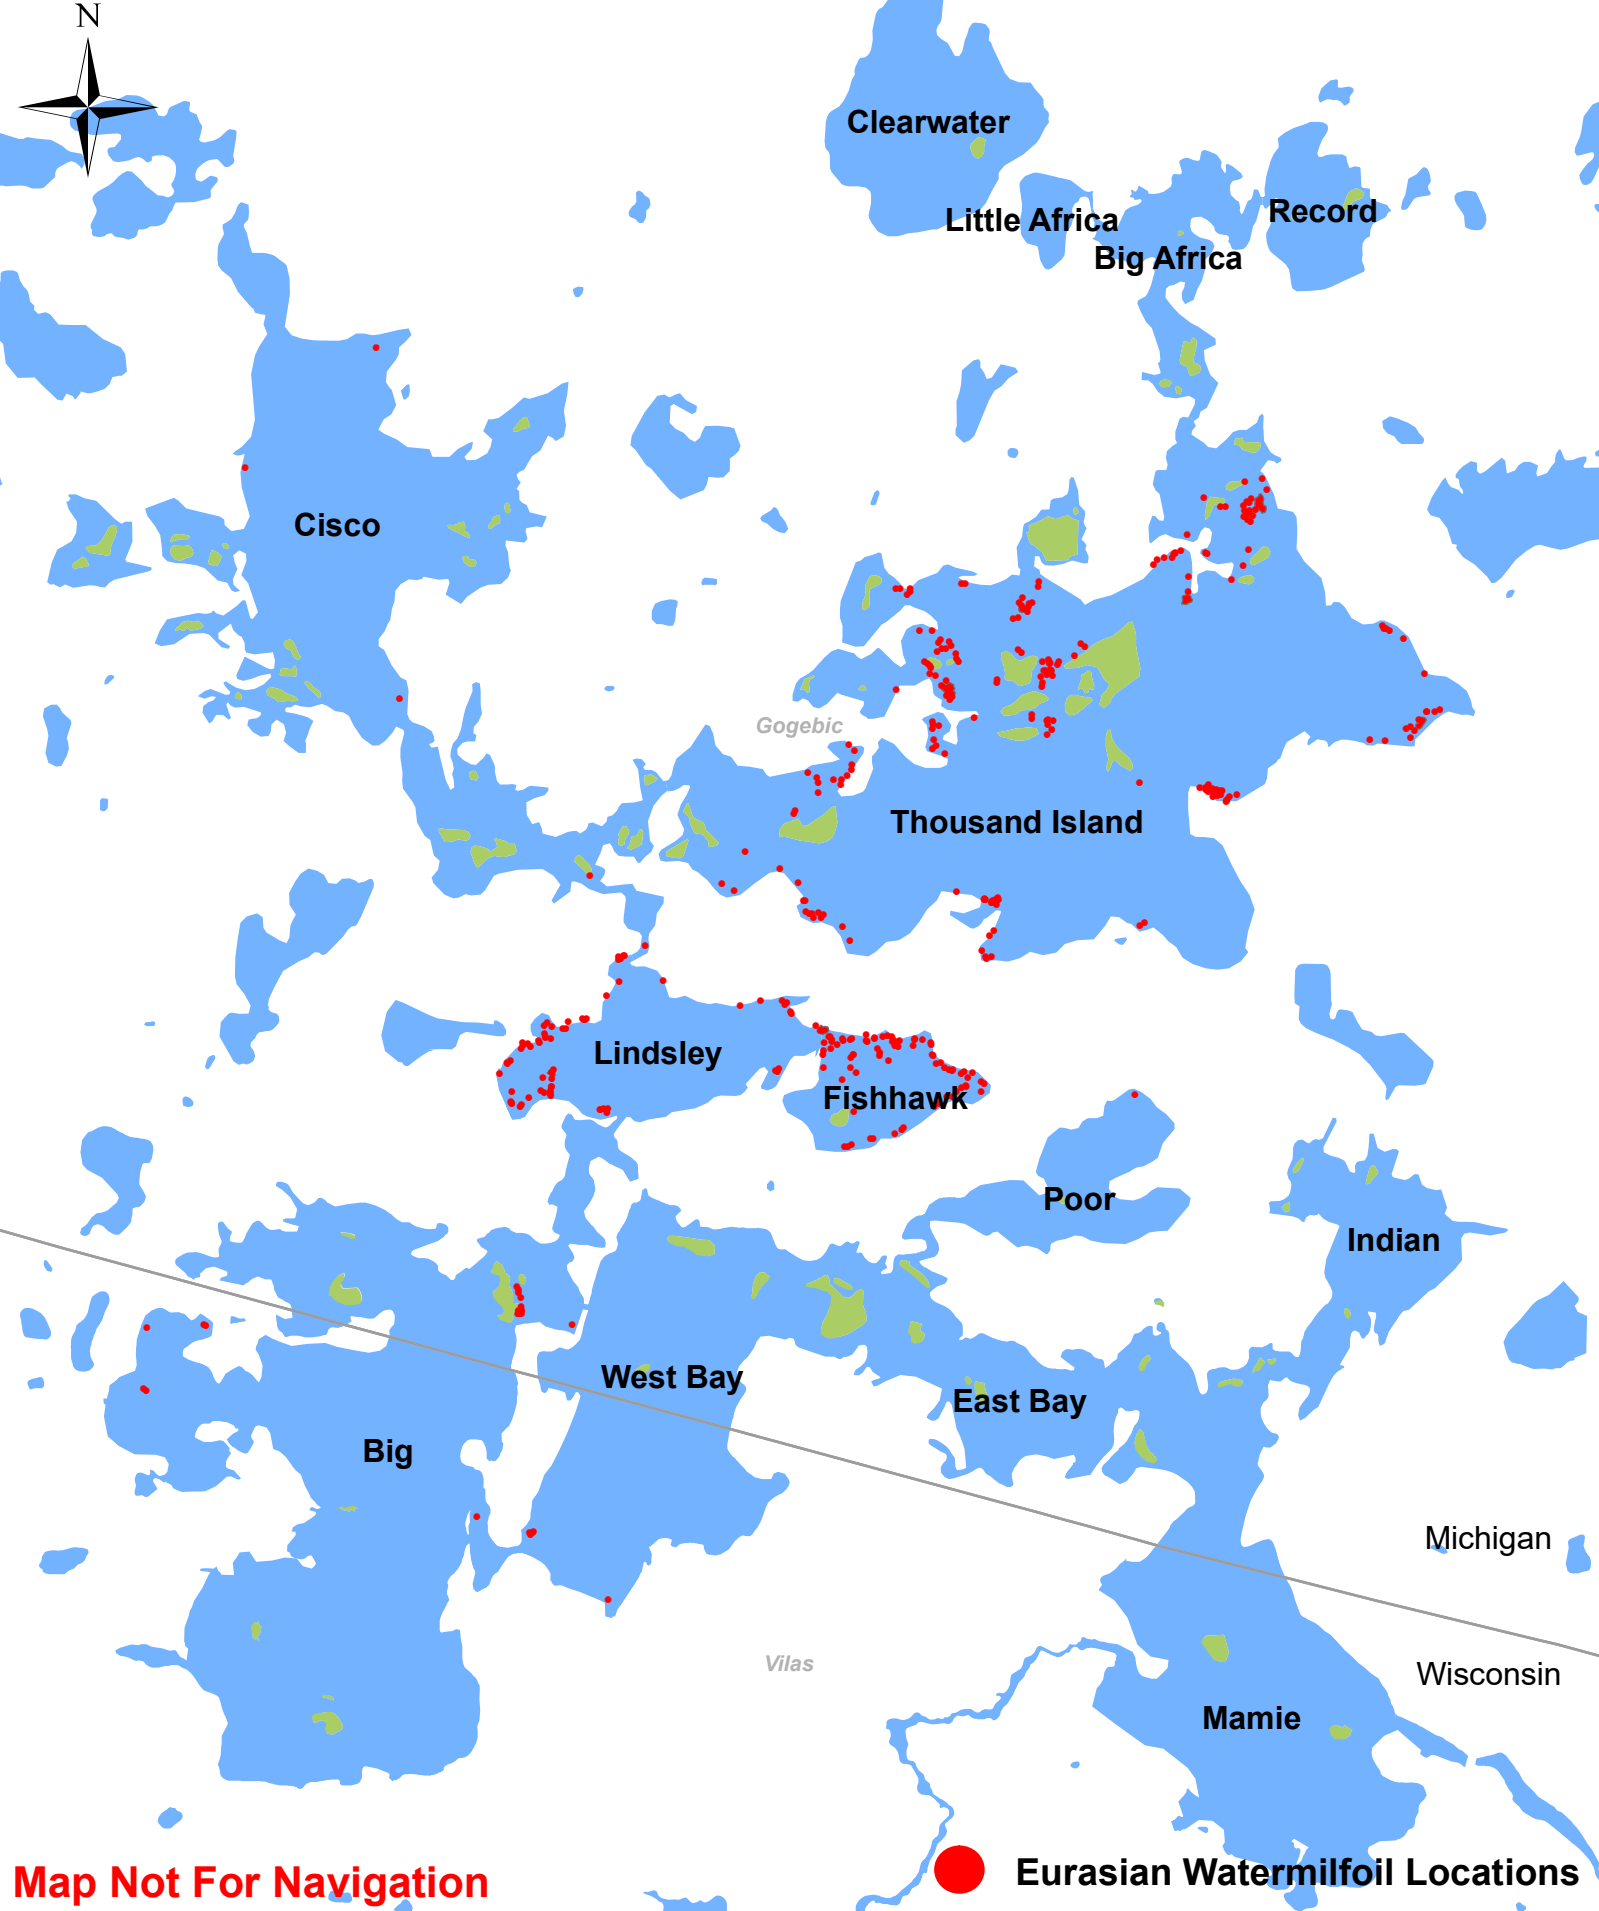 N
Clearwater
Little Africa
Record
Big Africa
Cisco
Gogebic
Thousand Island
Lindsley
Fishhawk
Poor
Indian
West Bay
East Bay
Big
Michigan
Vilas
Wisconsin
Mamie
Map Not For Navigation
Eurasian Watermilfoil Locations